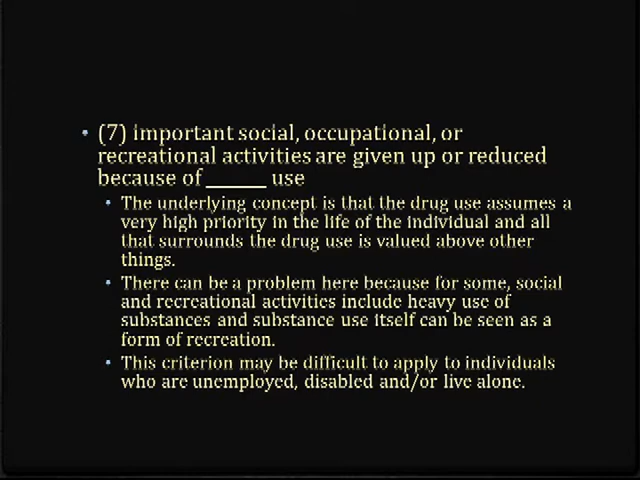 • (7) important social, occupational, or
recreational activities are given up or reduced
because of ______ use
• The underlying concept is that the drug use assumes a
very high priority in the life of the individual and all
that surrounds the drug use is valued above other
things.
• There can be a problem here because for some, social
and recreational activities include heavy use of
substances and substance use itself can be seen as a
form of recreation.
• This criterion may be difficult to apply to individuals
who are unemployed, disabled and/or live alone.